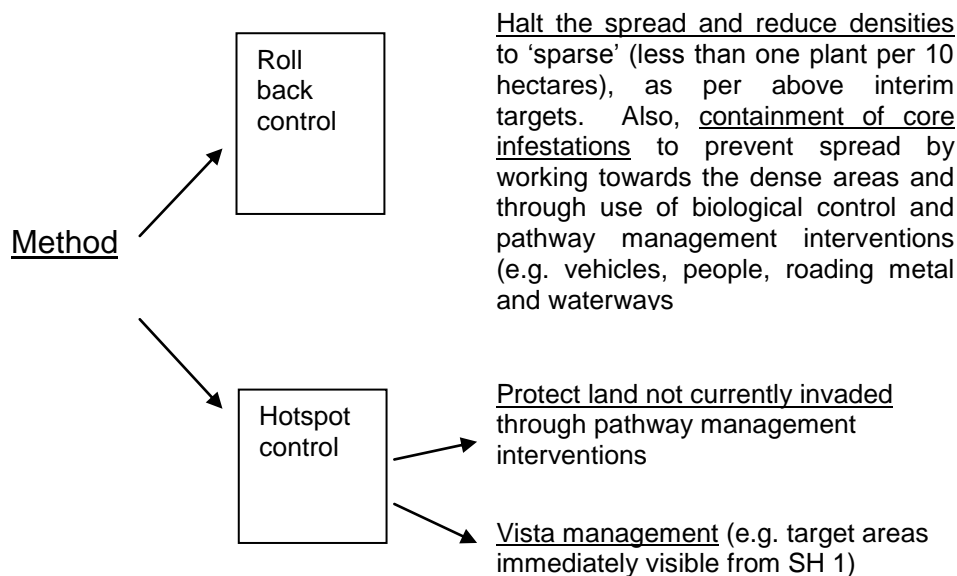 Method
Roll
back
control
Halt the spread and reduce densities
to ‘sparse’ (less than one plant per 10
hectares), as per above interim
targets. Also, containment of core
infestations to prevent spread by
working towards the dense areas and
through use of biological control and
pathway management interventions
(e.g. vehicles, people, roading metal
and waterways
Hotspot
control
Protect land not currently invaded
through pathway management
interventions
Vista management (e.g. target areas
immediately visible from SH 1)